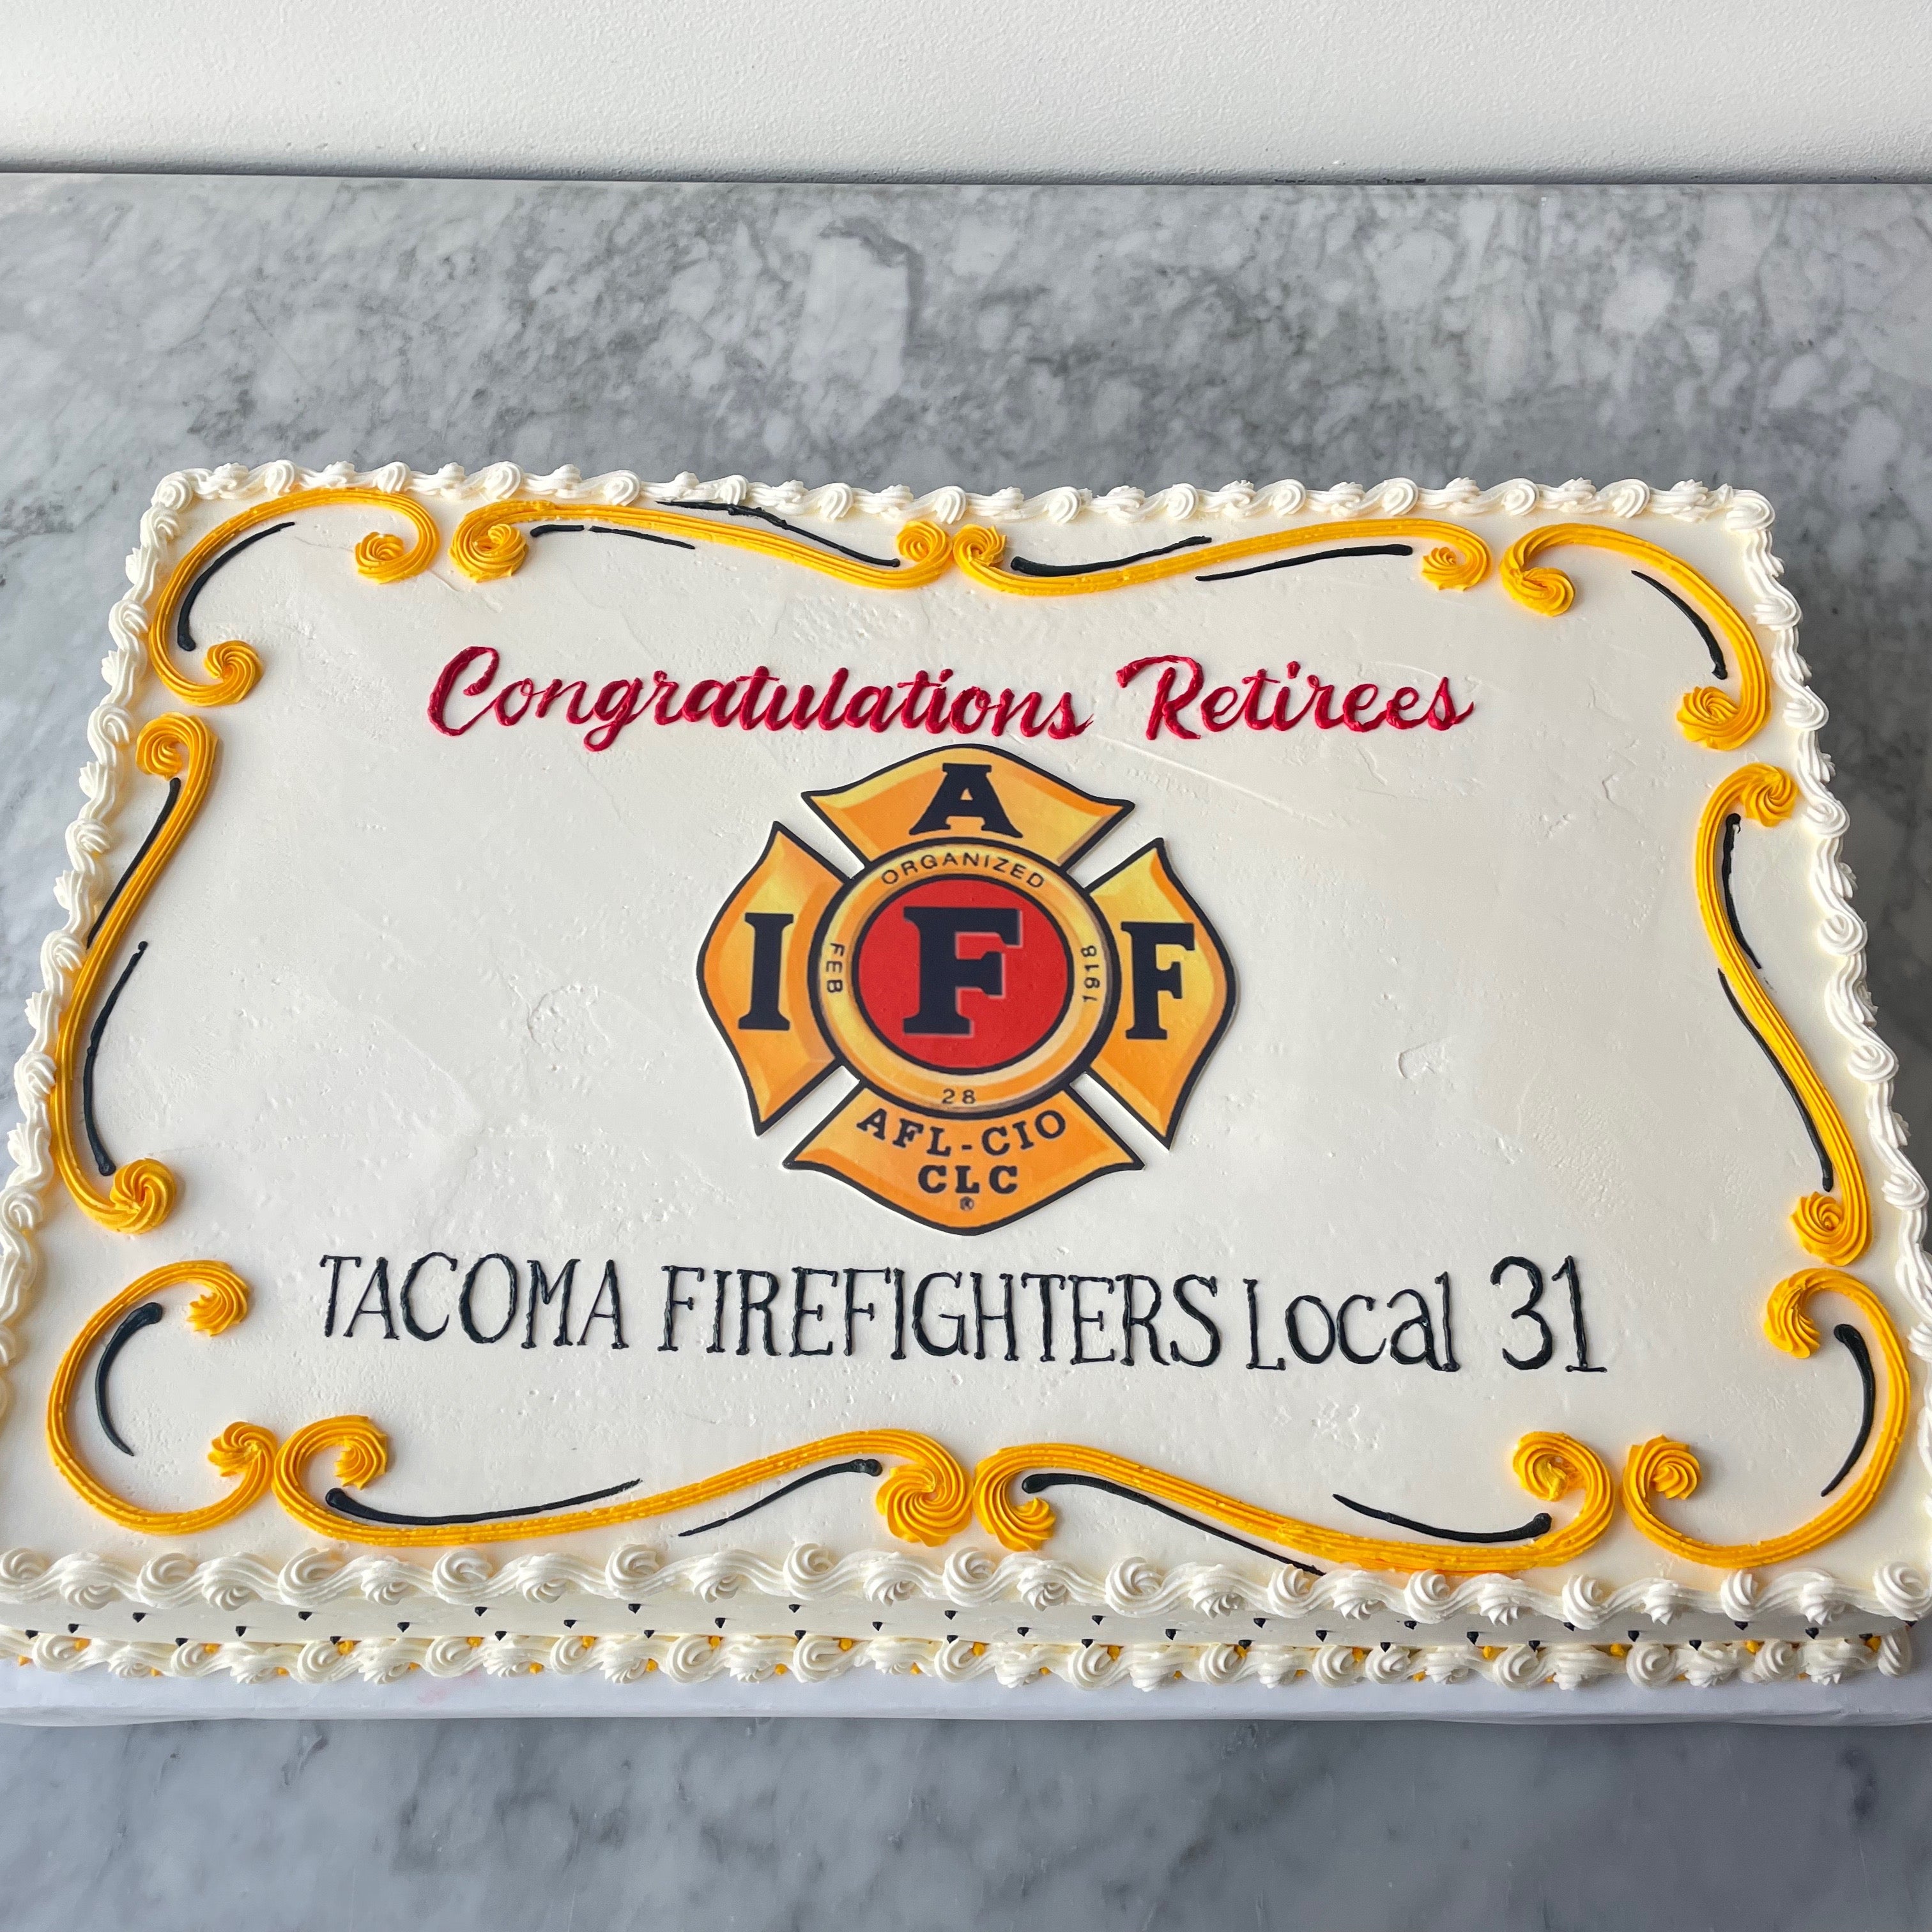 Congratulations Retirees
A
ORGANIZED
I FEB F 1918 F
28
AFL-CIO
CLC
®
TACOMA FIREFIGHTERS Local 31